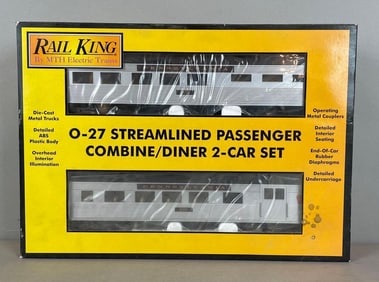 RAIL KING
By MTH Electric Trains
Die-Cast
Metal Trucks
Detailed
ABS
Plastic Body
Overhead
Interior
Illumination
O-27 STREAMLINED PASSENGER
COMBINE/DINER 2-CAR SET
Operating
Metal Couplers
Detailed
Interior
Seating
End-Of-Car
Rubber
Diaphragms
Detailed
Undercarriage